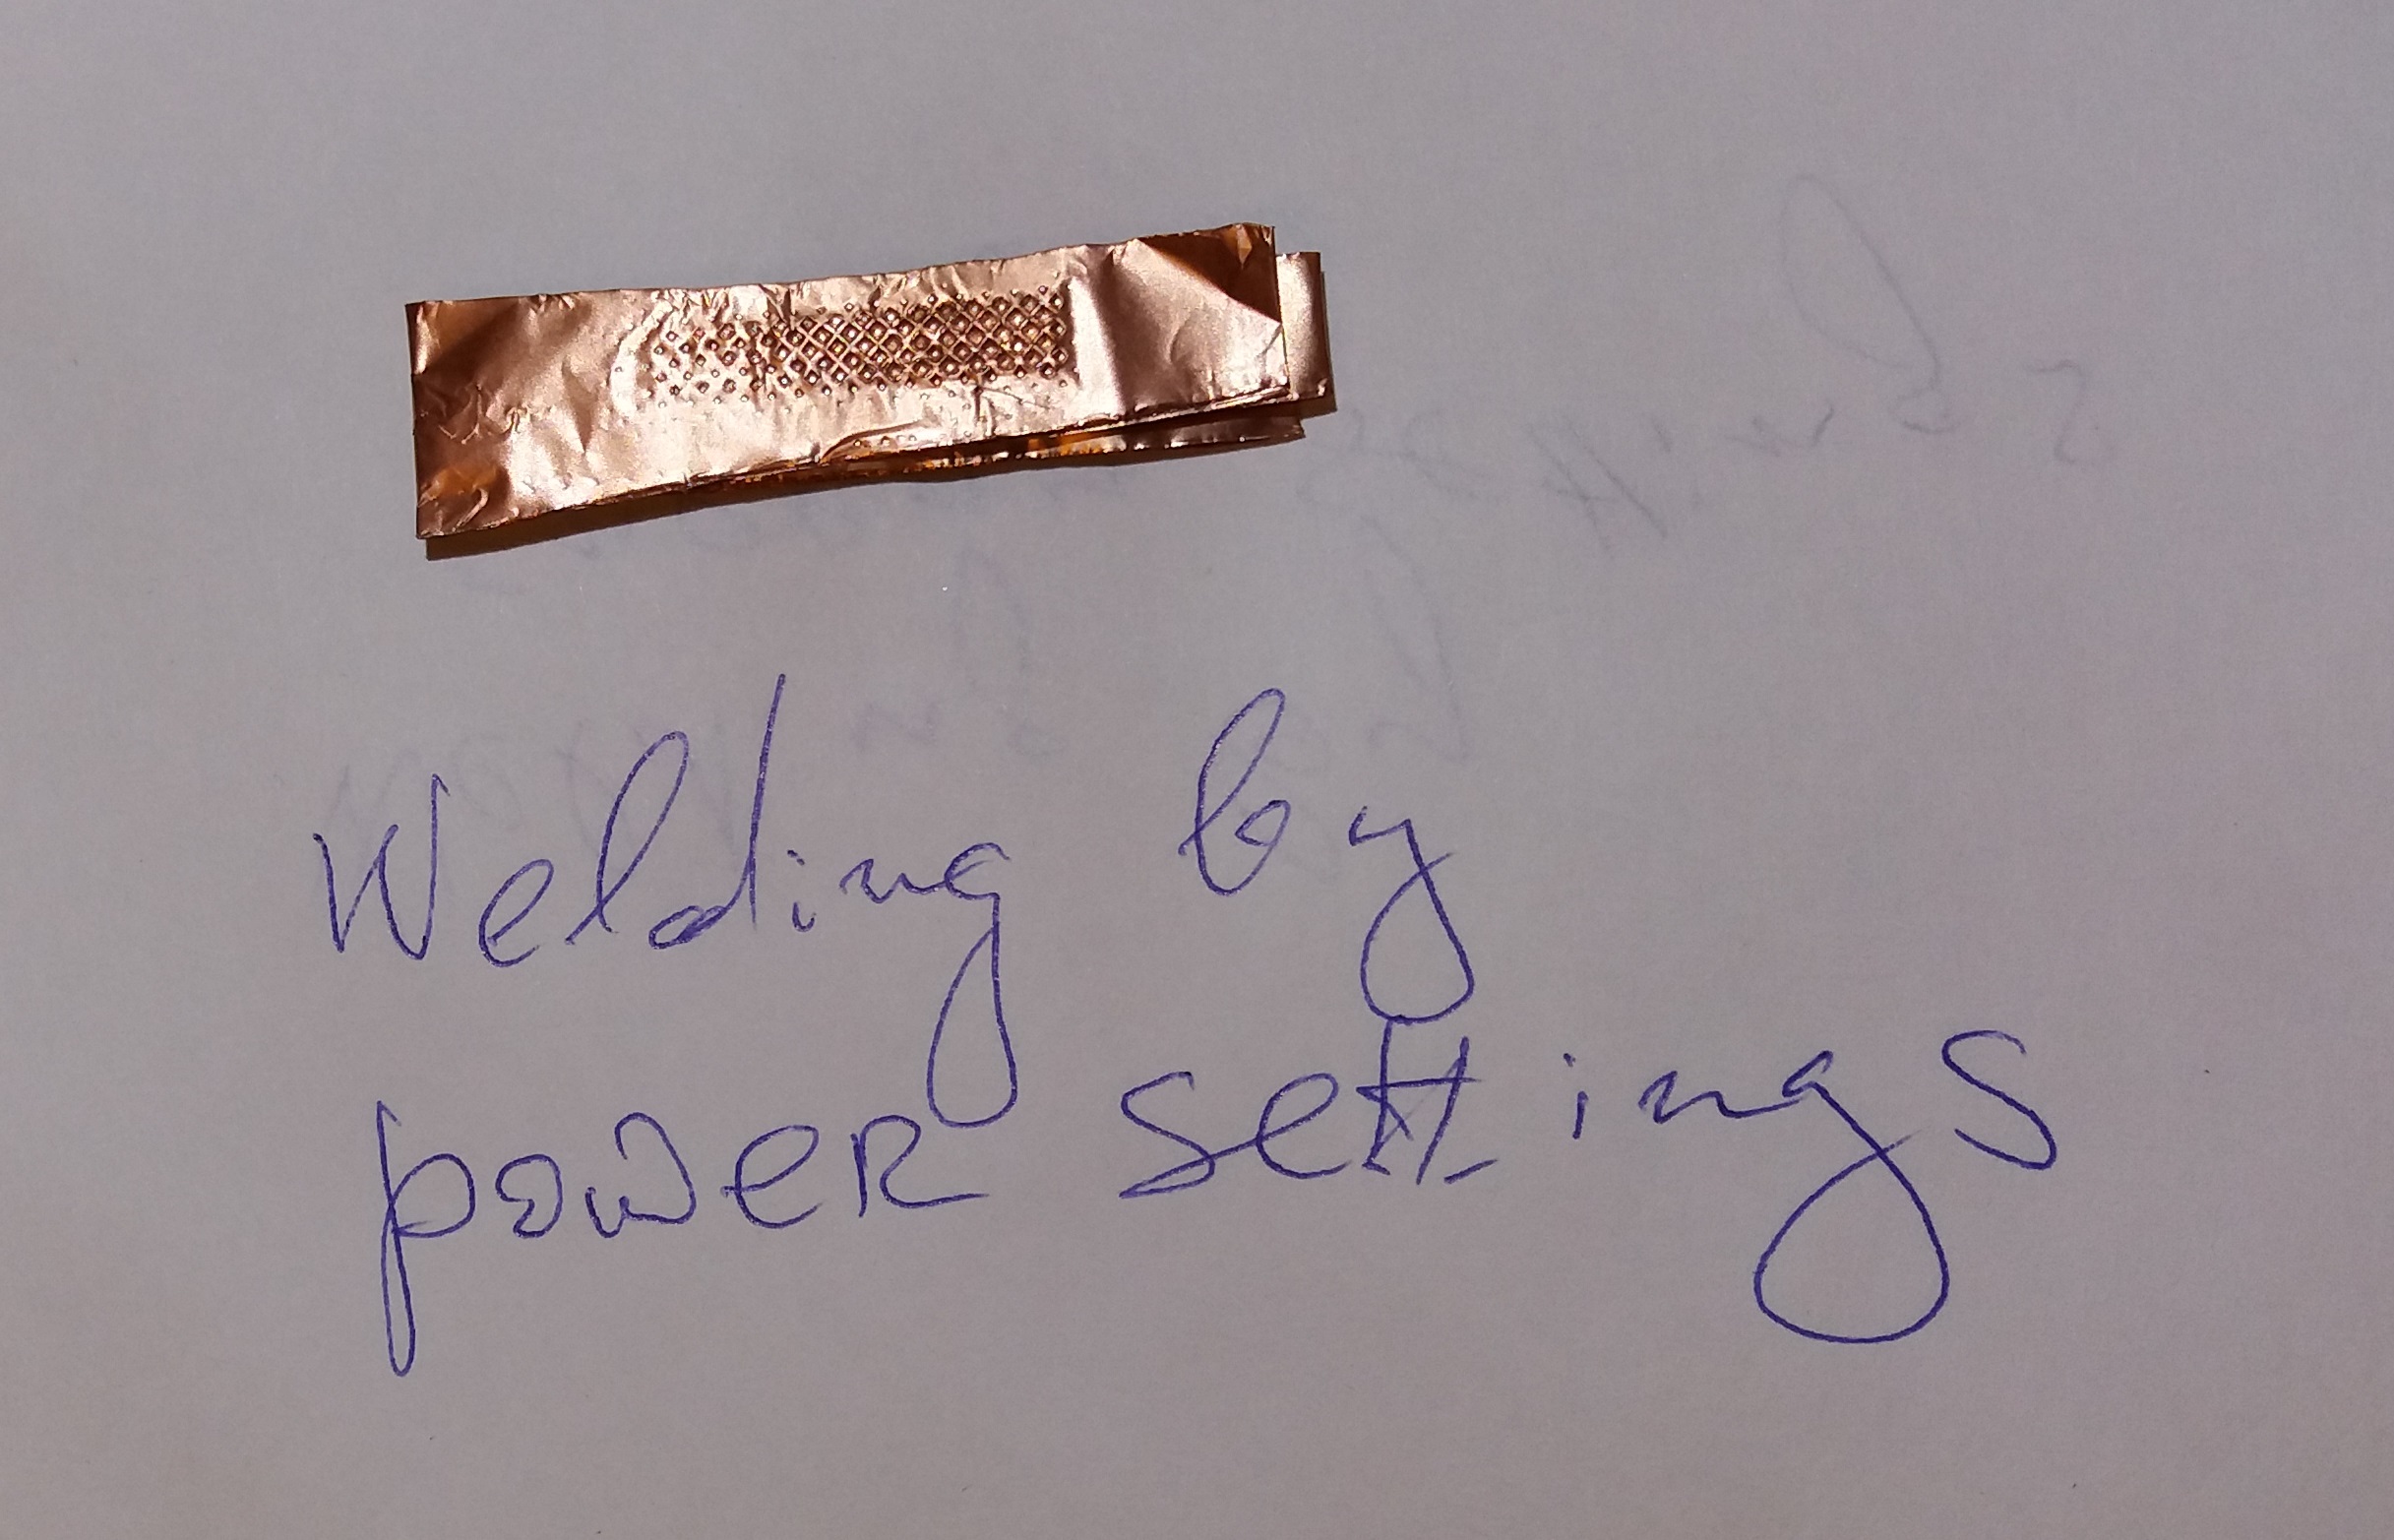 Welding by
power settings